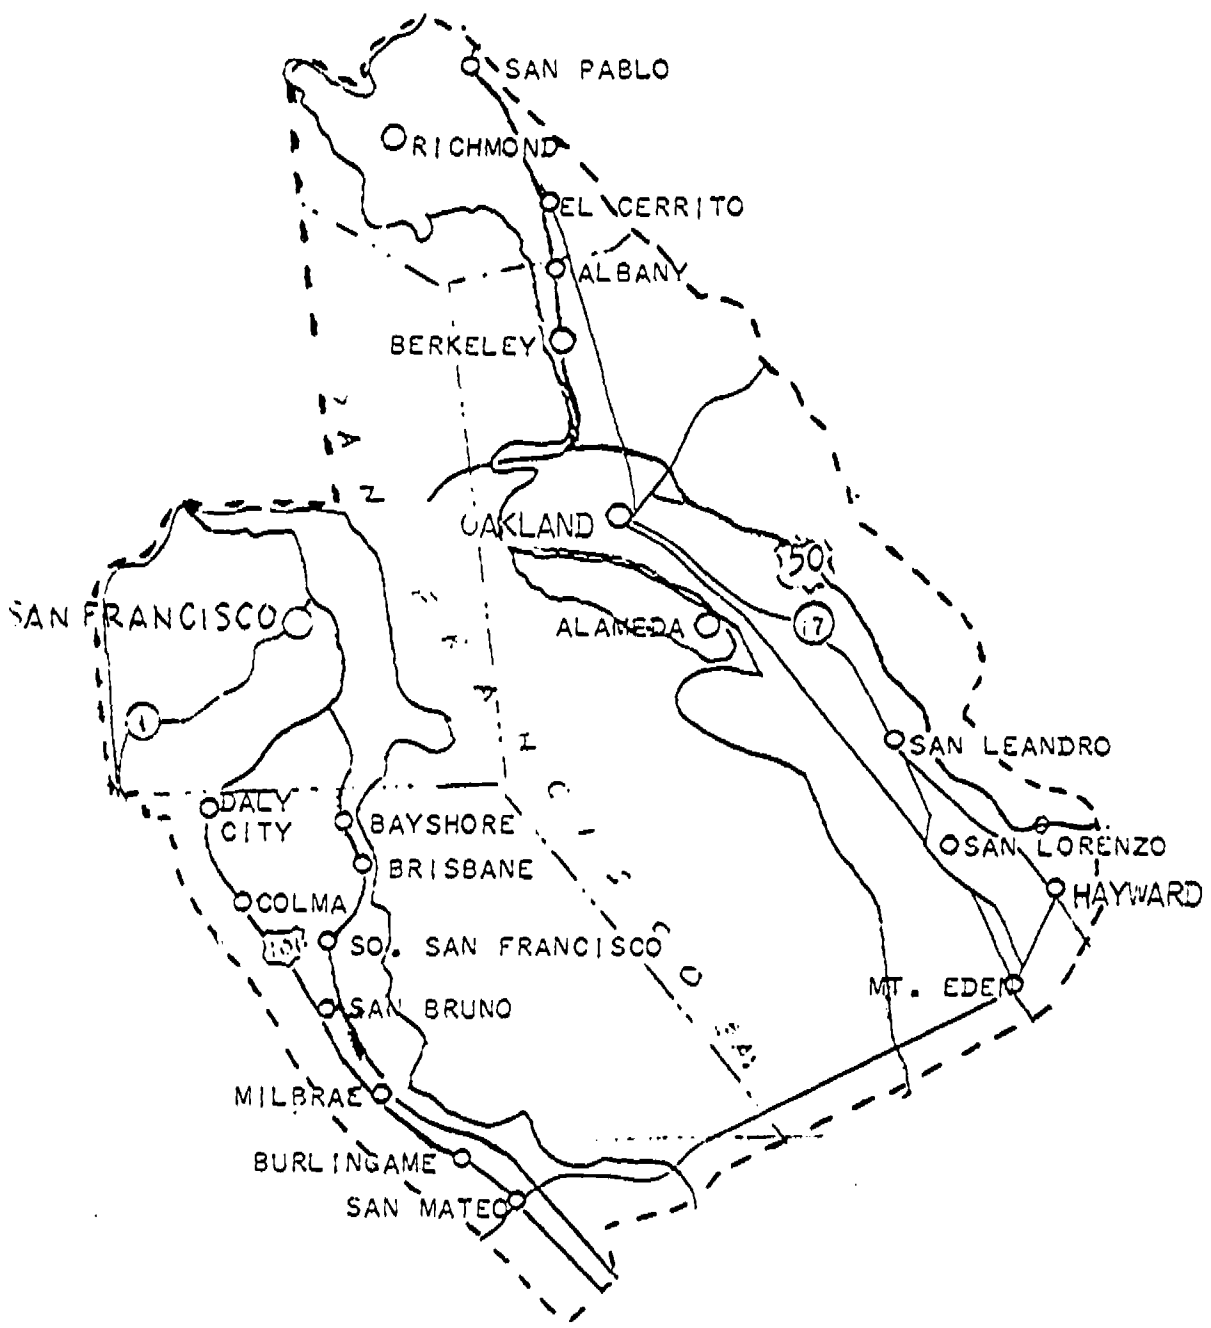 SAN PABLO
RICHMOND
EL CERRITO
ALBANY
BERKELEY
OAKLAND
50
SAN FRANCISCO
ALAMEDA
17
1
SAN LEANDRO
DALY
CITY
BAYSHORE
SAN LORENZO
BRISBANE
HAYWARD
COLMA
101
SO. SAN FRANCISCO
MT. EDEN
SAN BRUNO
MILBRAE
BURLINGAME
SAN MATEO